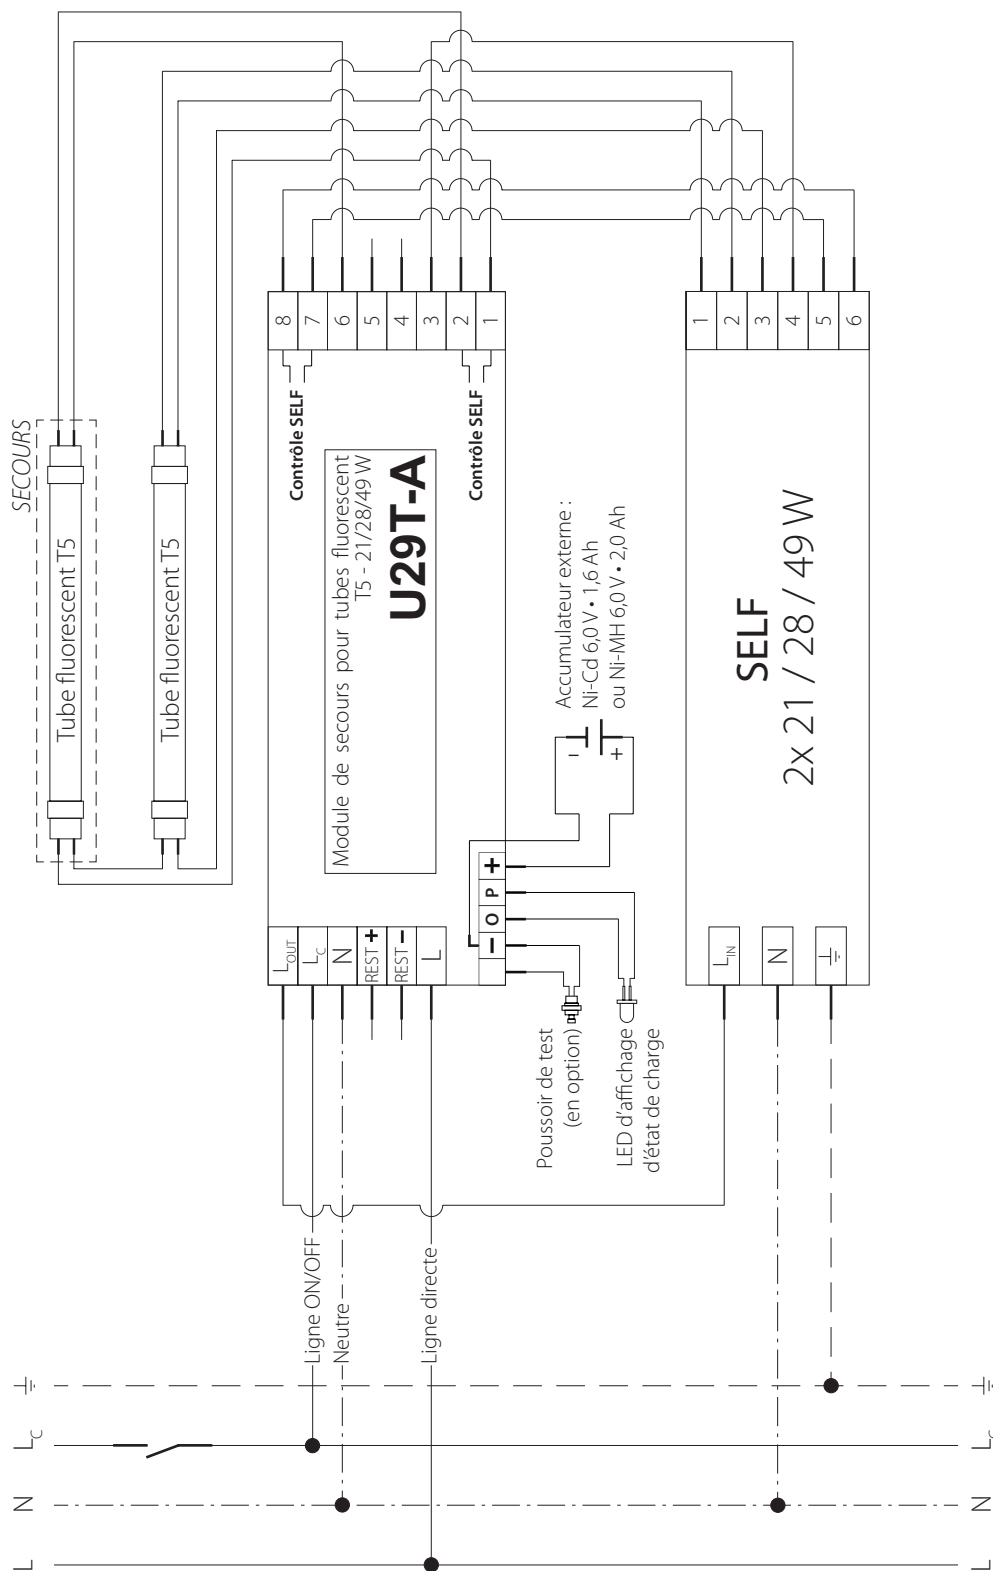 SECOURS
Tube fluorescent T5
Tube fluorescent T5
8
7
6
5
4
3
2
1
Contrôle SELF
Contrôle SELF
Module de secours pour tubes fluorescent
T5 - 21/28/49 W
U29T-A
LOUT
LC
N
REST +
REST −
L
− O P +
Accumulateur externe :
Ni-Cd 6,0 V • 1,6 Ah
ou Ni-MH 6,0 V • 2,0 Ah
−
+
Poussoir de test
(en option)
LED d'affichage
d'état de charge
1
2
3
4
5
6
SELF
2x 21 / 28 / 49 W
LIN
N
Ligne ON/OFF
Neutre
Ligne directe
LC
N
L
LC
N
L